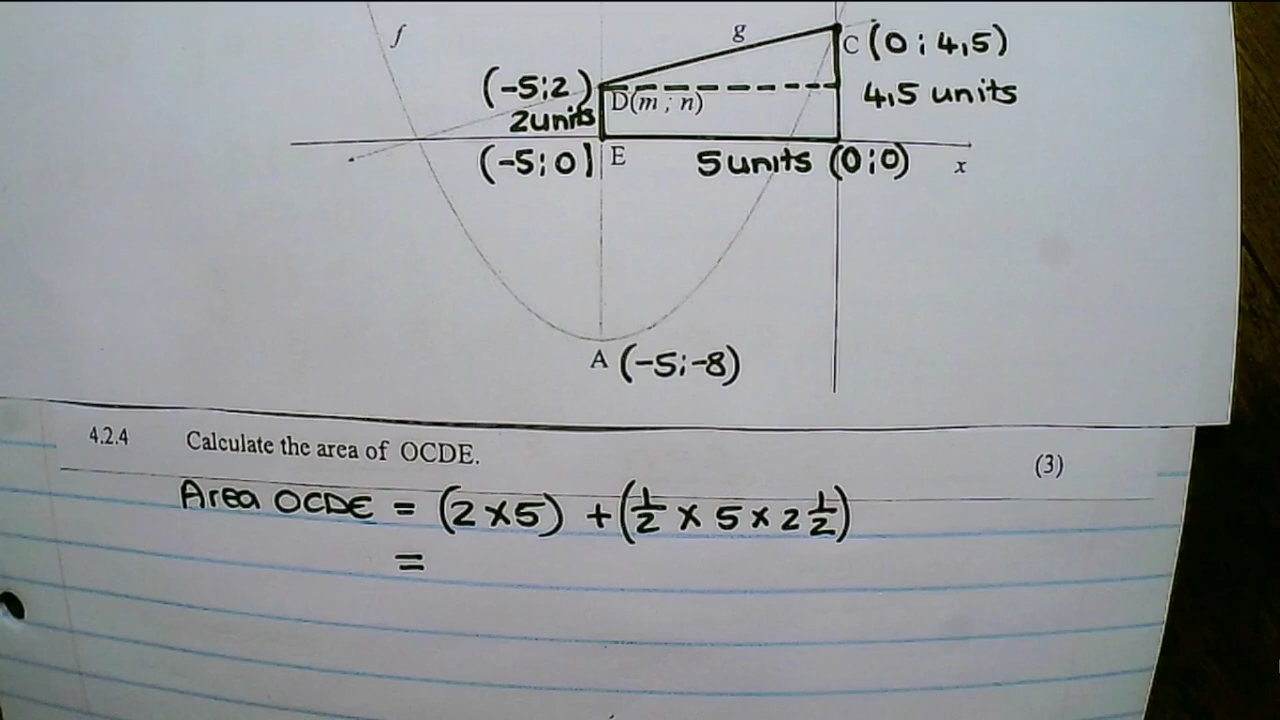 f
g
C (0 ; 4,5)
(-5;2)
D(m ; n)
4,5 units
2units
(-5;0)
E
5units (0;0)
x
A (-5;-8)
4.2.4 Calculate the area of OCDE. (3)
Area OCDE = (2×5) + (½ × 5 × 2½)
=